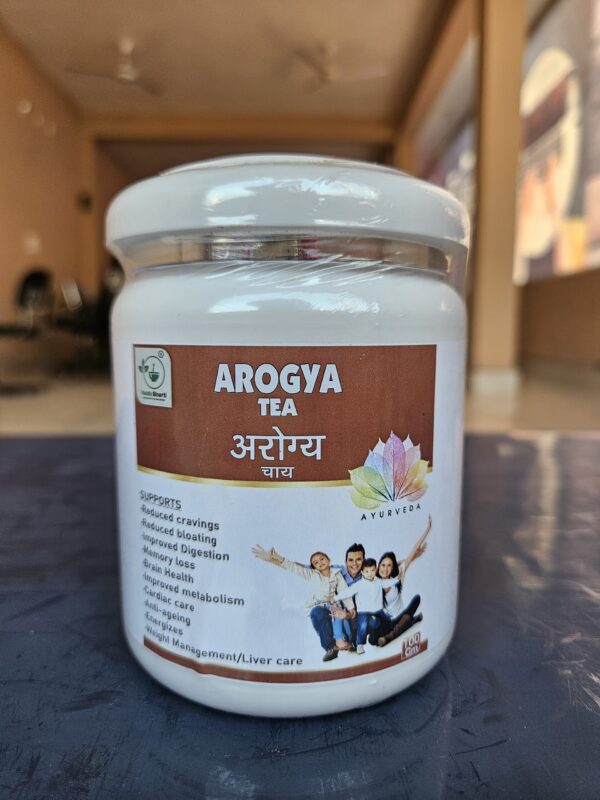 ®
AROGYA
TEA
अरोग्य
चाय
AYURVEDA
SUPPORTS
-Reduced cravings
-Reduced bloating
-Improved Digestion
-Memory loss
-Brain Health
-Improved metabolism
-Cardiac care
-Anti-ageing
-Energizes
-Weight Management/Liver care
100
Gm